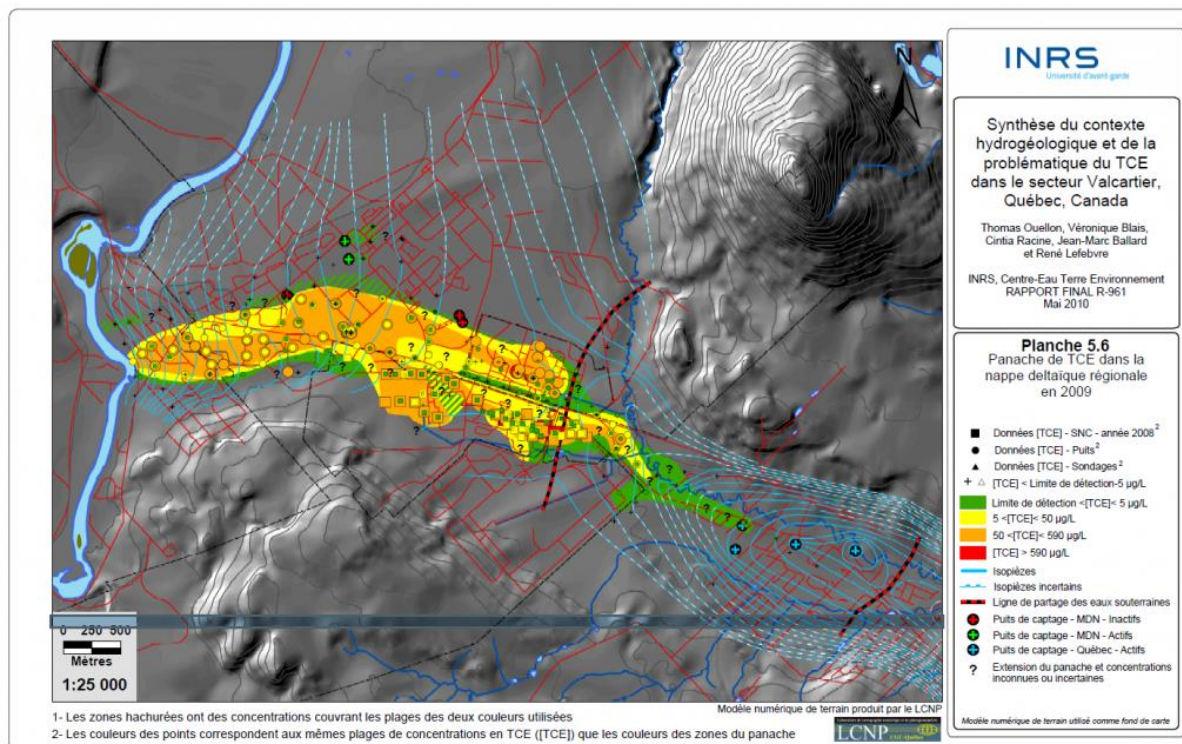 N
INRS
Université d'avant-garde
Synthèse du contexte
hydrogéologique et de la
problématique du TCE
dans le secteur Valcartier,
Québec, Canada
Thomas Ouellon, Véronique Blais,
Cintia Racine, Jean-Marc Ballard
et René Lefebvre
INRS, Centre-Eau Terre Environnement
RAPPORT FINAL R-961
Mai 2010
Planche 5.6
Panache de TCE dans la
nappe deltaïque régionale
en 2009
Données [TCE] - SNC - année 2008²
Données [TCE] - Puits²
Données [TCE] - Sondages²
[TCE] < Limite de détection-5 µg/L
Limite de détection <[TCE]< 5 µg/L
5 <[TCE]< 50 µg/L
50 <[TCE]< 590 µg/L
[TCE] > 590 µg/L
Isopièzes
Isopièzes incertains
Ligne de partage des eaux souterraines
Puits de captage - MDN - Inactifs
Puits de captage - MDN - Actifs
Puits de captage - Québec - Actifs
? Extension du panache et concentrations
inconnues ou incertaines
Modèle numérique de terrain utilisé comme fond de carte
0 250 500
Mètres
1:25 000
Modèle numérique de terrain produit par le LCNP
LCNP
CGC-Québec
1- Les zones hachurées ont des concentrations couvrant les plages des deux couleurs utilisées
2- Les couleurs des points correspondent aux mêmes plages de concentrations en TCE ([TCE]) que les couleurs des zones du panache